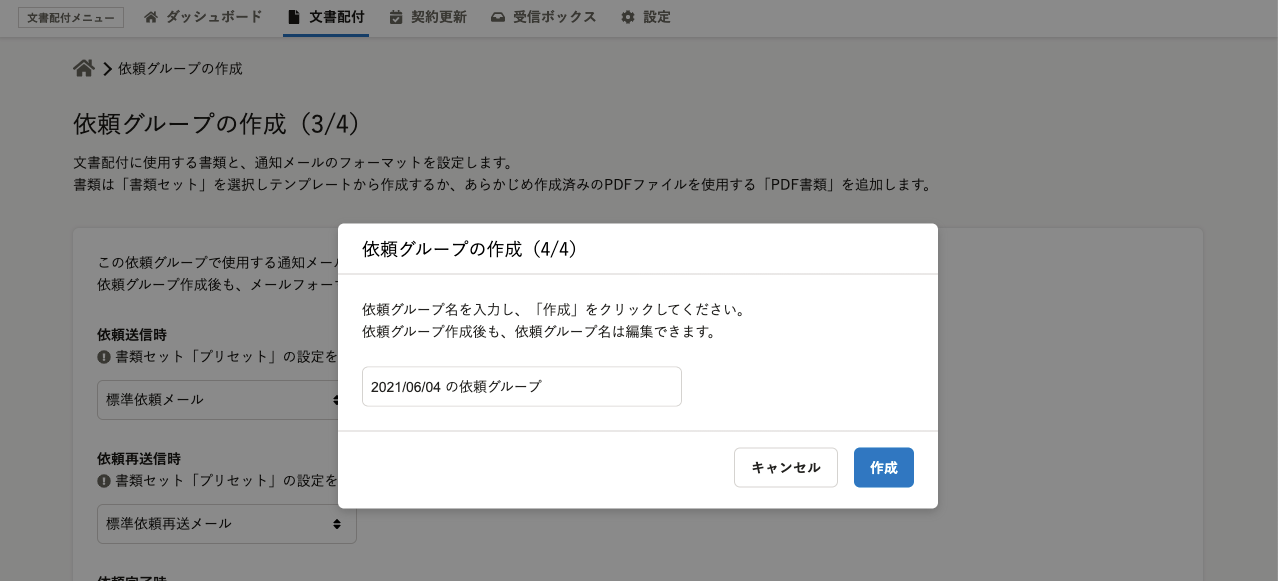 文書配付メニュー ダッシュボード 文書配付 契約更新 受信ボックス 設定
依頼グループの作成
依頼グループの作成（3/4）
文書配付に使用する書類と、通知メールのフォーマットを設定します。
書類は「書類セット」を選択しテンプレートから作成するか、あらかじめ作成済みのPDFファイルを使用する「PDF書類」を追加します。
この依頼グループで使用する通知メー
依頼グループ作成後も、メールフォー
依頼送信時
書類セット「プリセット」の設定を
標準依頼メール
依頼再送信時
書類セット「プリセット」の設定を
標準依頼再送メール
依頼完了時
依頼グループの作成（4/4）
依頼グループ名を入力し、「作成」をクリックしてください。
依頼グループ作成後も、依頼グループ名は編集できます。
2021/06/04 の依頼グループ
キャンセル 作成